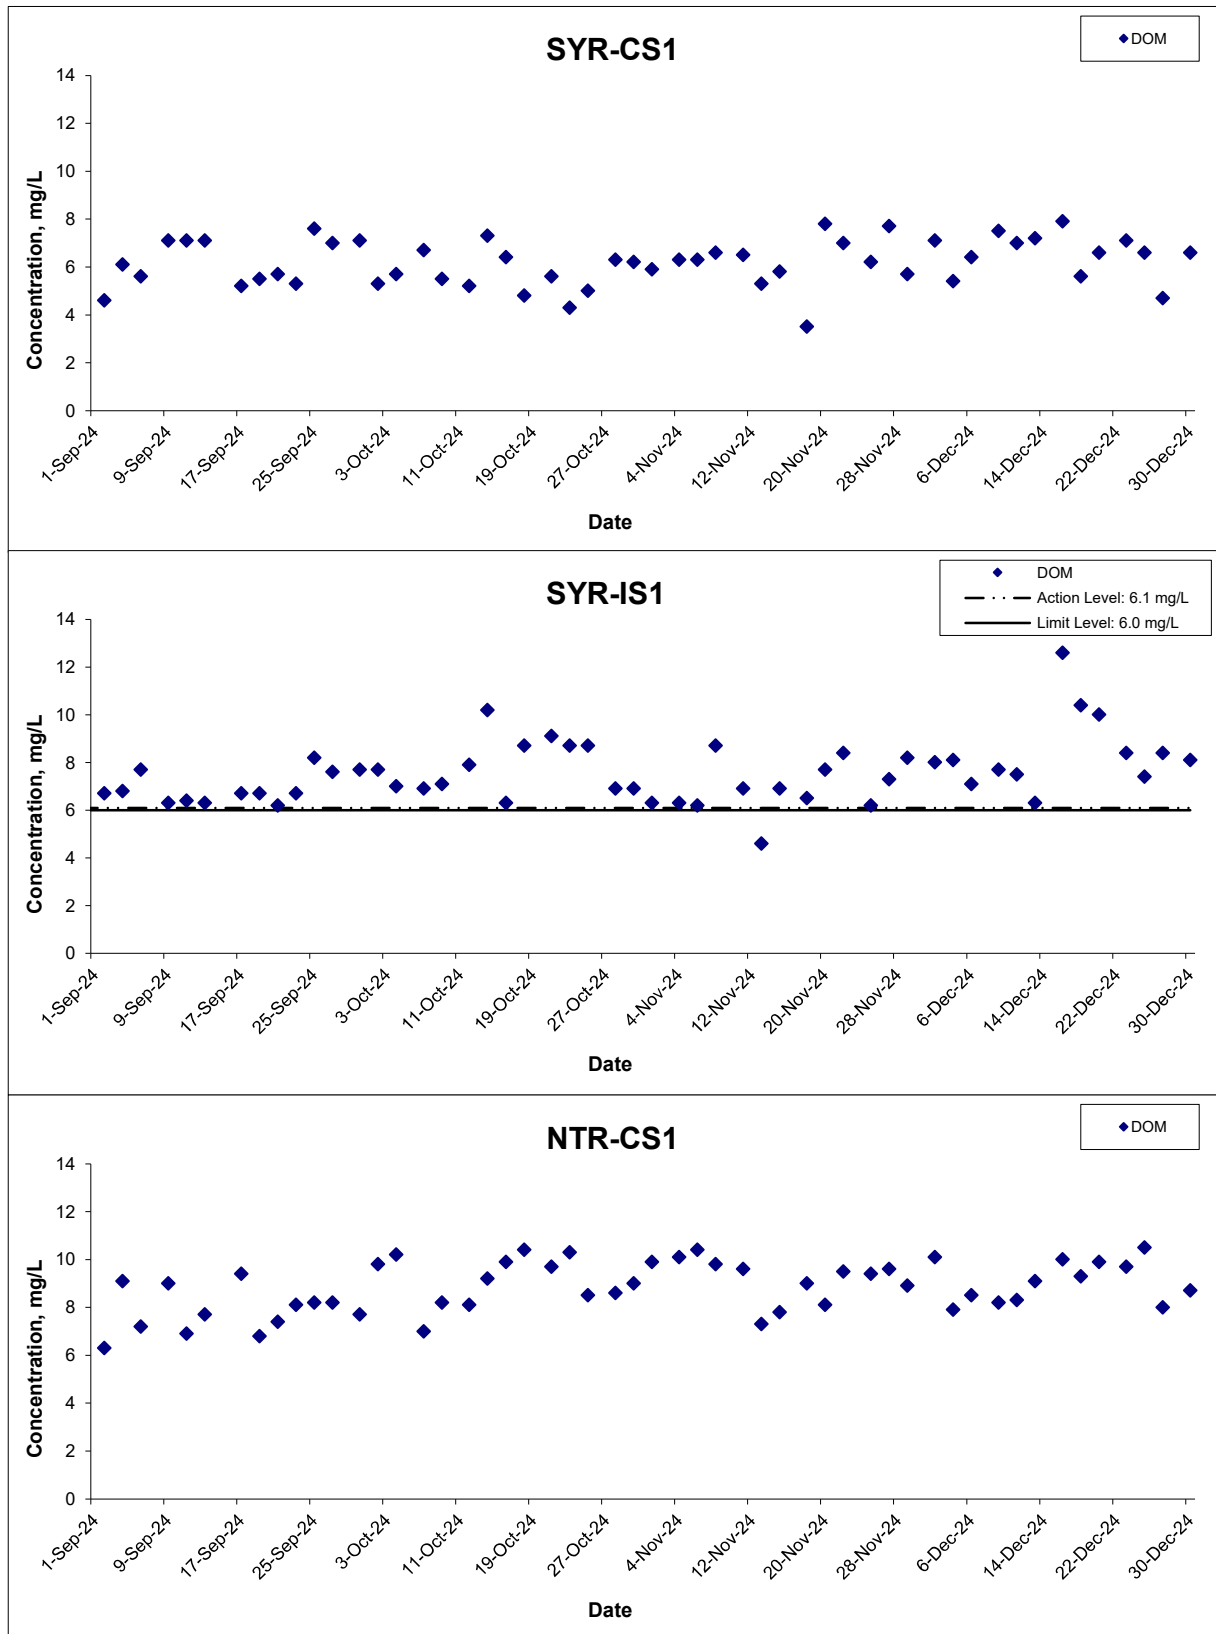 SYR-CS1
DOM
Concentration, mg/L
14
12
10
8
6
4
2
0
1-Sep-24
9-Sep-24
17-Sep-24
25-Sep-24
3-Oct-24
11-Oct-24
19-Oct-24
27-Oct-24
4-Nov-24
12-Nov-24
20-Nov-24
28-Nov-24
6-Dec-24
14-Dec-24
22-Dec-24
30-Dec-24
Date
SYR-IS1
DOM
Action Level: 6.1 mg/L
Limit Level: 6.0 mg/L
Concentration, mg/L
14
12
10
8
6
4
2
0
1-Sep-24
9-Sep-24
17-Sep-24
25-Sep-24
3-Oct-24
11-Oct-24
19-Oct-24
27-Oct-24
4-Nov-24
12-Nov-24
20-Nov-24
28-Nov-24
6-Dec-24
14-Dec-24
22-Dec-24
30-Dec-24
Date
NTR-CS1
DOM
Concentration, mg/L
14
12
10
8
6
4
2
0
1-Sep-24
9-Sep-24
17-Sep-24
25-Sep-24
3-Oct-24
11-Oct-24
19-Oct-24
27-Oct-24
4-Nov-24
12-Nov-24
20-Nov-24
28-Nov-24
6-Dec-24
14-Dec-24
22-Dec-24
30-Dec-24
Date